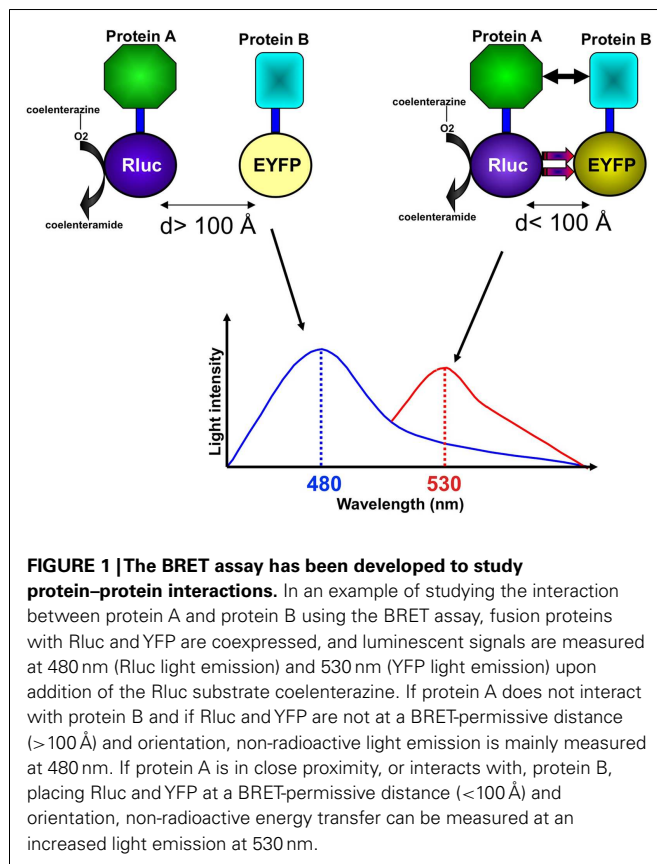 Protein A
Protein B
coelenterazine
O2
Rluc
EYFP
coelenteramide
d> 100 Å
Protein A
Protein B
coelenterazine
O2
Rluc
EYFP
coelenteramide
d< 100 Å
Light intensity
480
530
Wavelength (nm)
FIGURE 1 | The BRET assay has been developed to study
protein–protein interactions. In an example of studying the interaction
between protein A and protein B using the BRET assay, fusion proteins
with Rluc and YFP are coexpressed, and luminescent signals are measured
at 480 nm (Rluc light emission) and 530 nm (YFP light emission) upon
addition of the Rluc substrate coelenterazine. If protein A does not interact
with protein B and if Rluc and YFP are not at a BRET-permissive distance
(>100 Å) and orientation, non-radioactive light emission is mainly measured
at 480 nm. If protein A is in close proximity, or interacts with, protein B,
placing Rluc and YFP at a BRET-permissive distance (<100 Å) and
orientation, non-radioactive energy transfer can be measured at an
increased light emission at 530 nm.